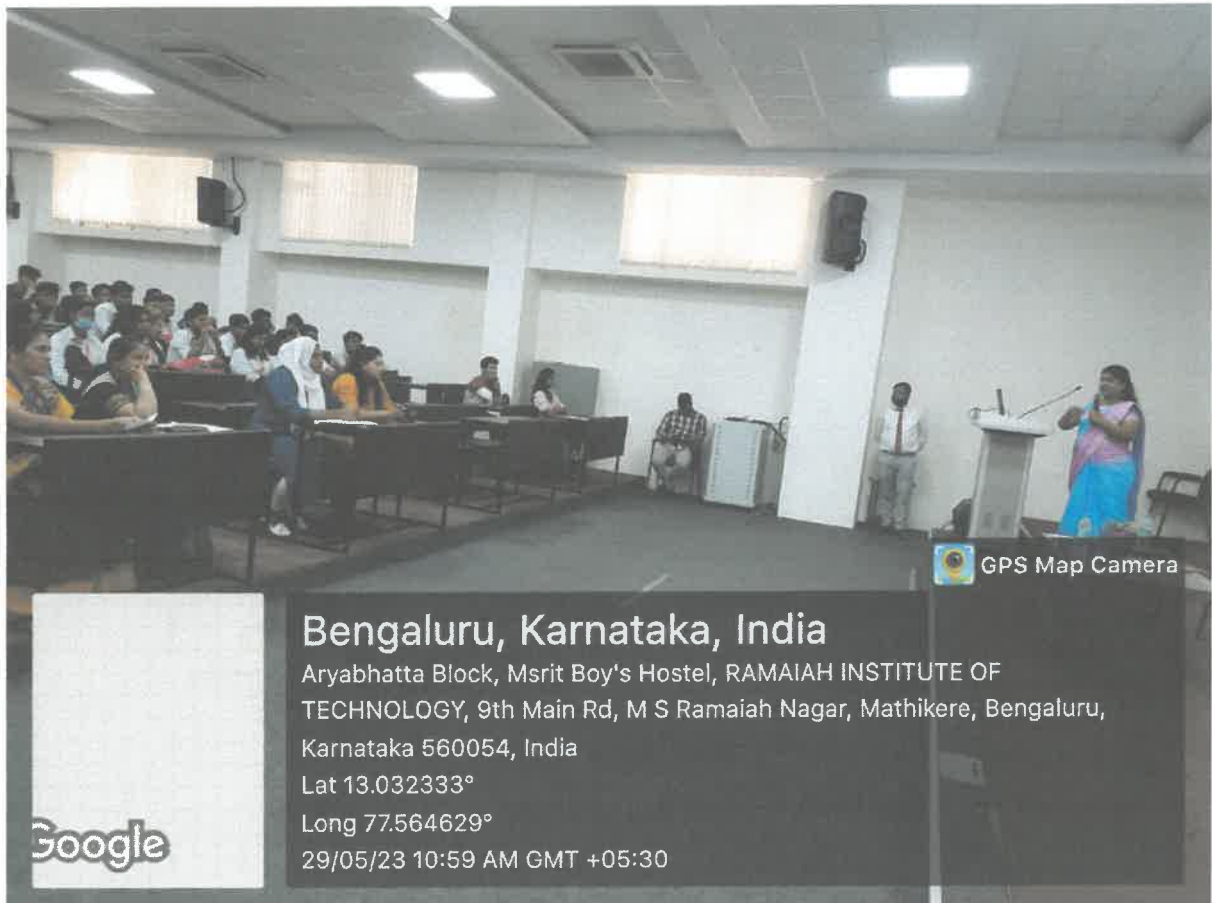 GPS Map Camera
Bengaluru, Karnataka, India
Aryabhatta Block, Msrit Boy's Hostel, RAMAIAH INSTITUTE OF
TECHNOLOGY, 9th Main Rd, M S Ramaiah Nagar, Mathikere, Bengaluru,
Karnataka 560054, India
Lat 13.032333°
Long 77.564629°
29/05/23 10:59 AM GMT +05:30
Google